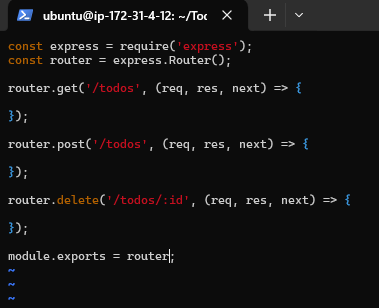 ubuntu@ip-172-31-4-12: ~/Tod
const express = require('express');
const router = express.Router();
router.get('/todos', (req, res, next) => {
});
router.post('/todos', (req, res, next) => {
});
router.delete('/todos/:id', (req, res, next) => {
});
module.exports = router;
~
~
~